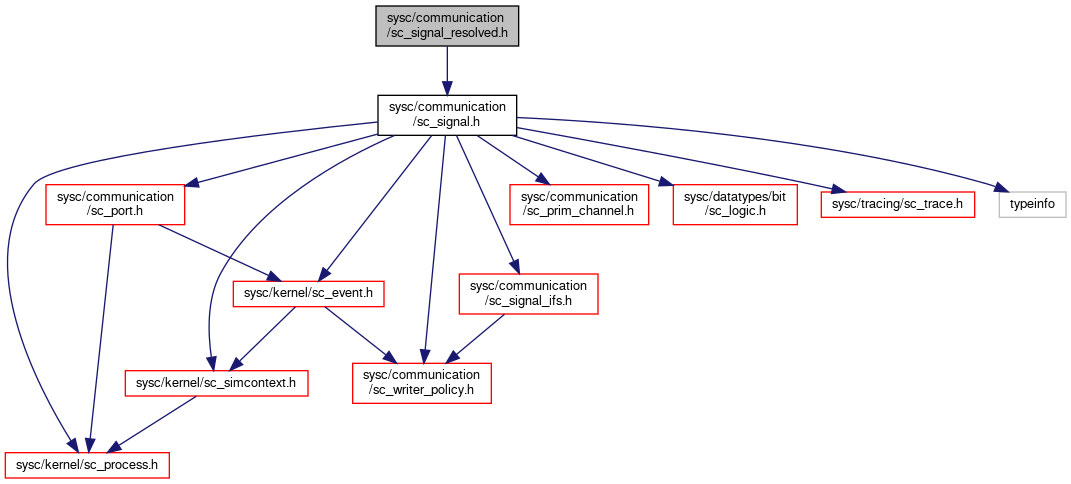 sysc/communication
/sc_signal_resolved.h
sysc/communication
/sc_signal.h
sysc/communication
/sc_port.h
sysc/communication
/sc_prim_channel.h
sysc/datatypes/bit
/sc_logic.h
sysc/tracing/sc_trace.h
typeinfo
sysc/kernel/sc_event.h
sysc/communication
/sc_signal_ifs.h
sysc/kernel/sc_simcontext.h
sysc/communication
/sc_writer_policy.h
sysc/kernel/sc_process.h